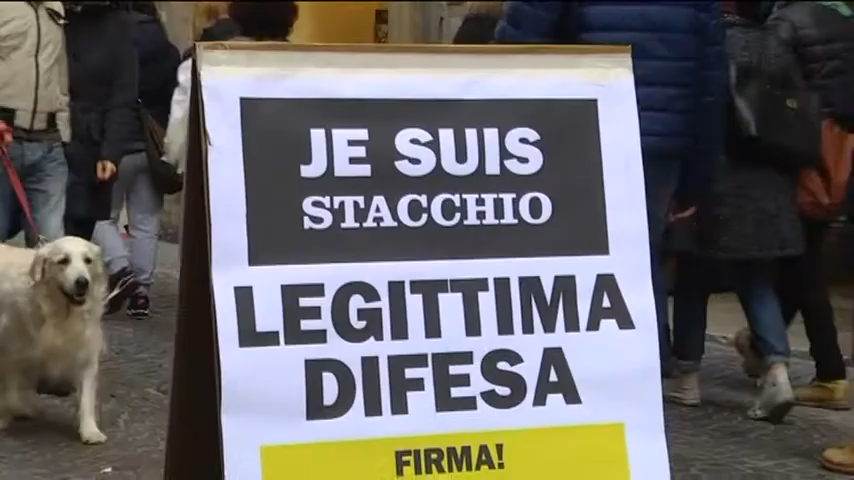 JE SUIS
STACCHIO
LEGITTIMA
DIFESA
FIRMA!